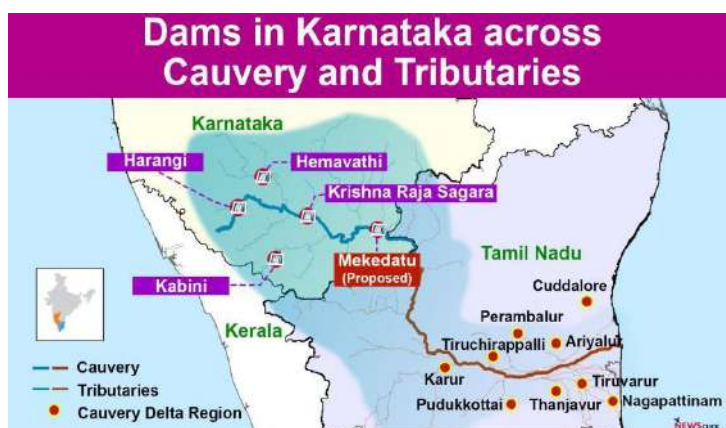 Dams in Karnataka across
Cauvery and Tributaries
Karnataka
Harangi
Hemavathi
Krishna Raja Sagara
Mekedatu
(Proposed)
Kabini
Tamil Nadu
Kerala
Cuddalore
Perambalur
Tiruchirappalli
Ariyalur
Karur
Tiruvarur
Pudukkottai
Thanjavur
Nagapattinam
Cauvery
Tributaries
Cauvery Delta Region
NEWSCLICK